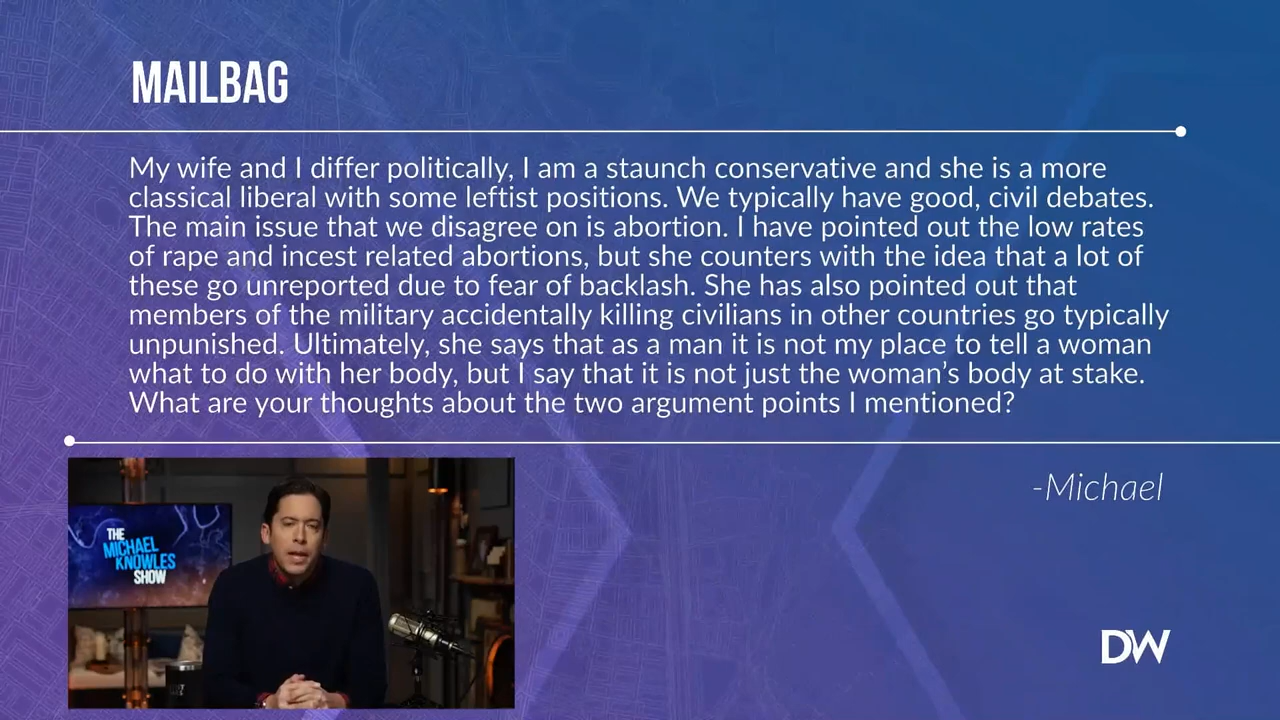 MAILBAG
My wife and I differ politically, I am a staunch conservative and she is a more
classical liberal with some leftist positions. We typically have good, civil debates.
The main issue that we disagree on is abortion. I have pointed out the low rates
of rape and incest related abortions, but she counters with the idea that a lot of
these go unreported due to fear of backlash. She has also pointed out that
members of the military accidentally killing civilians in other countries go typically
unpunished. Ultimately, she says that as a man it is not my place to tell a woman
what to do with her body, but I say that it is not just the woman’s body at stake.
What are your thoughts about the two argument points I mentioned?
-Michael
THE
MICHAEL
KNOWLES
SHOW
DW